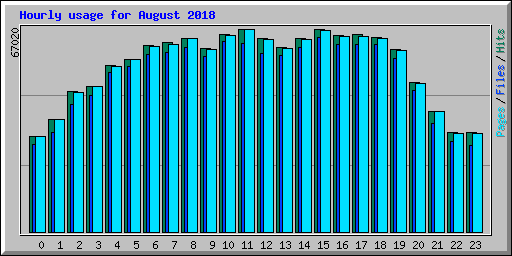 Hourly usage for August 2018
67020
Pages/Files/Hits
0 1 2 3 4 5 6 7 8 9 10 11 12 13 14 15 16 17 18 19 20 21 22 23